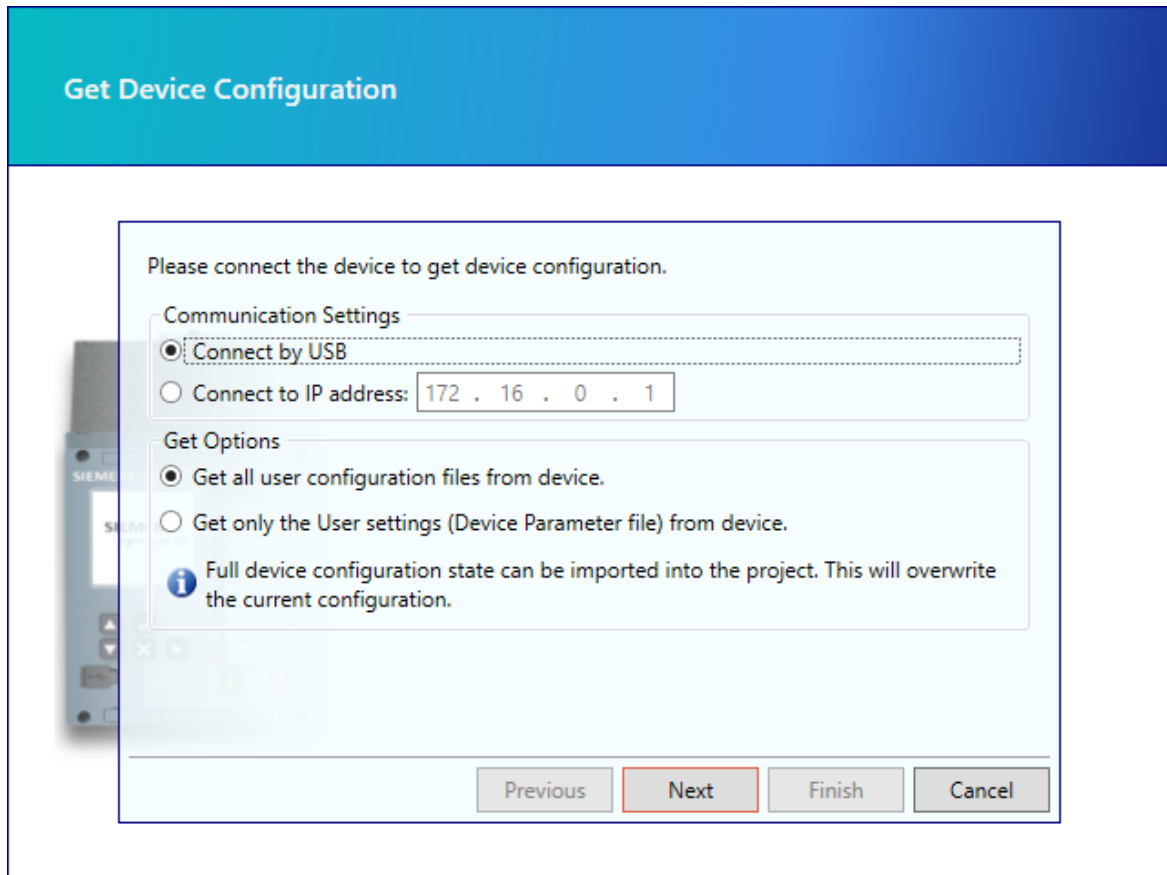 Get Device Configuration
Please connect the device to get device configuration.
Communication Settings
Connect by USB
Connect to IP address: 172 . 16 . 0 . 1
Get Options
Get all user configuration files from device.
Get only the User settings (Device Parameter file) from device.
Full device configuration state can be imported into the project. This will overwrite
the current configuration.
Previous
Next
Finish
Cancel